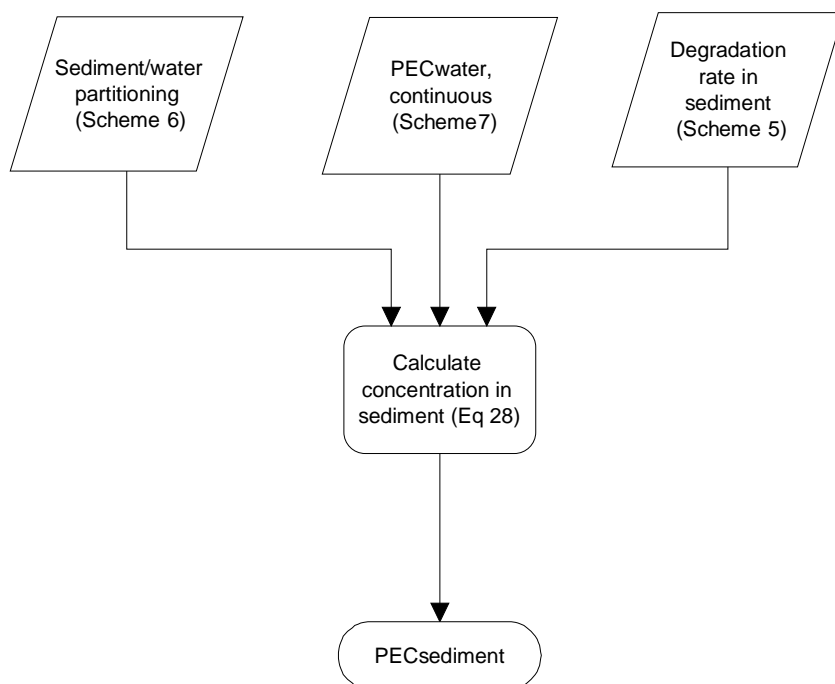 Sediment/water
partitioning
(Scheme 6)
PECwater,
continuous
(Scheme7)
Degradation
rate in
sediment
(Scheme 5)
Calculate
concentration in
sediment (Eq 28)
PECsediment